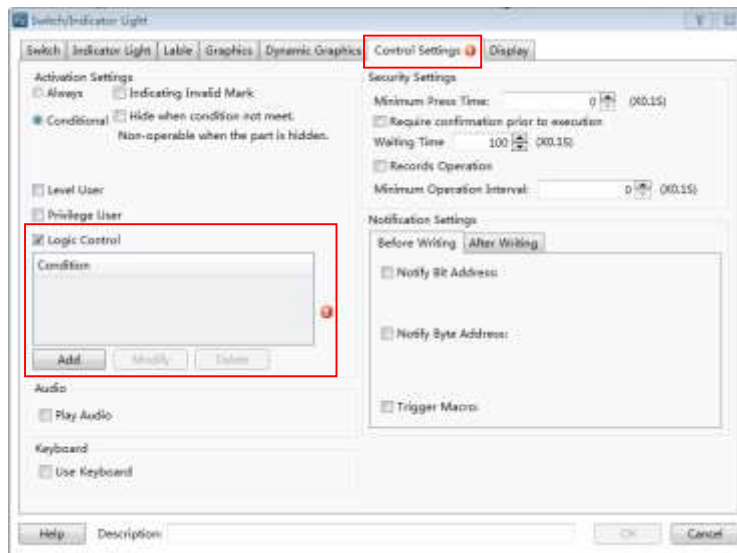 Switch/Indicator Light
Switch Indicator Light Lable Graphics Dynamic Graphics Control Settings Display
Activation Settings
Always Indicating Invalid Mark
Conditional Hide when condition not meet.
Non-operable when the part is hidden.
Level User
Privilege User
Logic Control
Condition
Add Modify Delete
Audio
Play Audio
Keyboard
Use Keyboard
Security Settings
Minimum Press Time: 0 (X0.1S)
Require confirmation prior to execution
Waiting Time 100 (X0.1S)
Records Operation
Minimum Operation Interval: 0 (X0.1S)
Notification Settings
Before Writing After Writing
Notify Bit Address:
Notify Byte Address:
Trigger Macro:
Help Description: OK Cancel